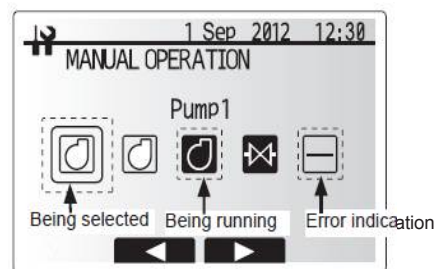 1 Sep 2012 12:30
MANUAL OPERATION
Pump1
Being selected Being running Error indication